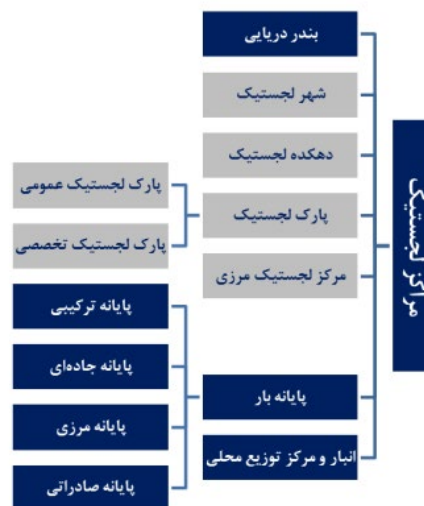 مراکز لجستیک
بندر دریایی
شهر لجستیک
دهکده لجستیک
پارک لجستیک
پارک لجستیک عمومی
پارک لجستیک تخصصی
مرکز لجستیک مرزی
پایانه بار
پایانه ترکیبی
پایانه جاده‌ای
پایانه مرزی
پایانه صادراتی
انبار و مرکز توزیع محلی